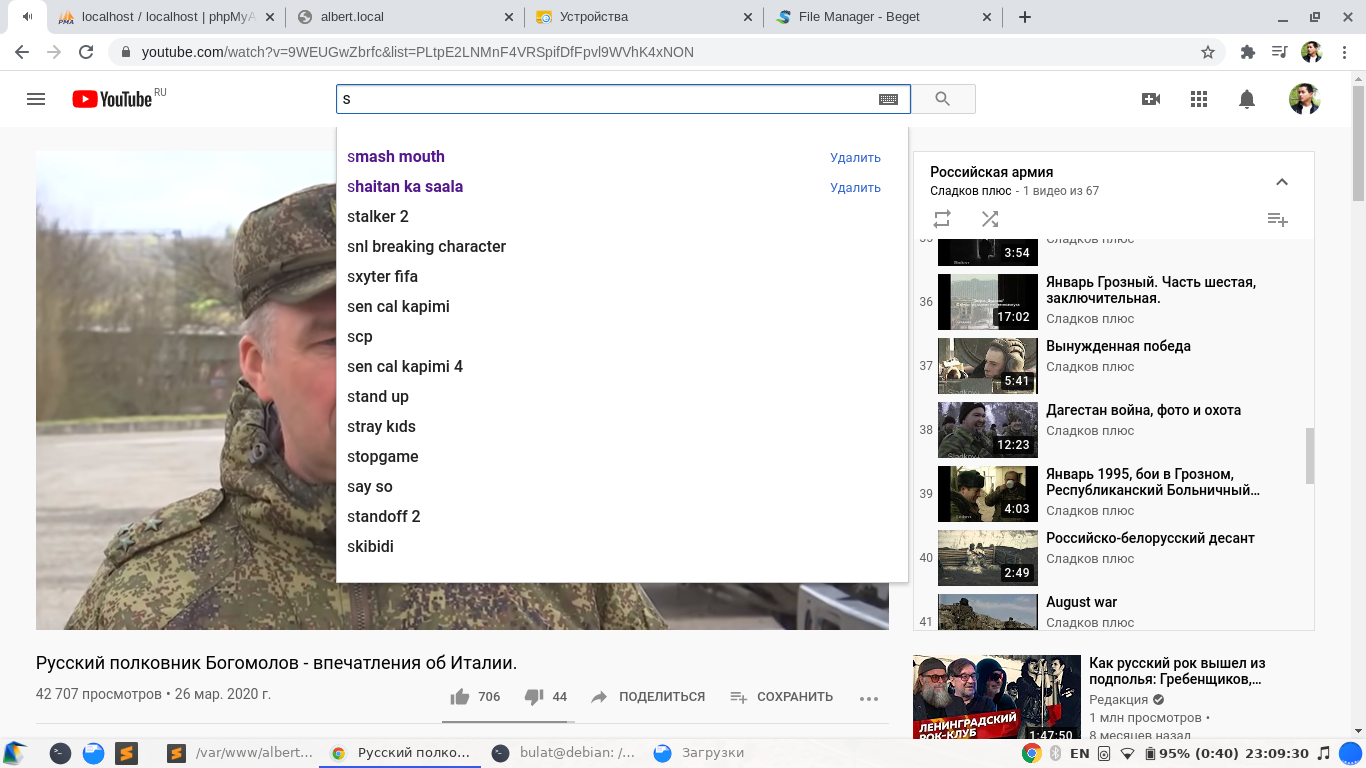 localhost / localhost | phpMyA
albert.local
Устройства
File Manager - Beget
youtube.com/watch?v=9WEUGwZbrfc&list=PLtpE2LNMnF4VRSpifDfFpvl9WVhK4xNON
YouTube RU
s
smash mouth Удалить
shaitan ka saala Удалить
stalker 2
snl breaking character
sxyter fifa
sen cal kapimi
scp
sen cal kapimi 4
stand up
stray kıds
stopgame
say so
standoff 2
skibidi
Российская армия
Сладков плюс - 1 видео из 67
35 Сладков плюс
3:54
36 Январь Грозный. Часть шестая,
заключительная.
Сладков плюс
17:02
37 Вынужденная победа
Сладков плюс
5:41
38 Дагестан война, фото и охота
Сладков плюс
12:23
39 Январь 1995, бои в Грозном,
Республиканский Больничный...
Сладков плюс
4:03
40 Российско-белорусский десант
Сладков плюс
2:49
41 August war
Сладков плюс
Русский полковник Богомолов - впечатления об Италии.
42 707 просмотров • 26 мар. 2020 г.
706 44 ПОДЕЛИТЬСЯ СОХРАНИТЬ
Как русский рок вышел из
подполья: Гребенщиков,...
Редакция
1 млн просмотров •
8 месяцев назад
ЛЕНИНГРАДСКИЙ
РОК-КЛУБ
1:47:50
/var/www/albert...
Русский полко...
bulat@debian: /...
Загрузки
EN 95% (0:40) 23:09:30